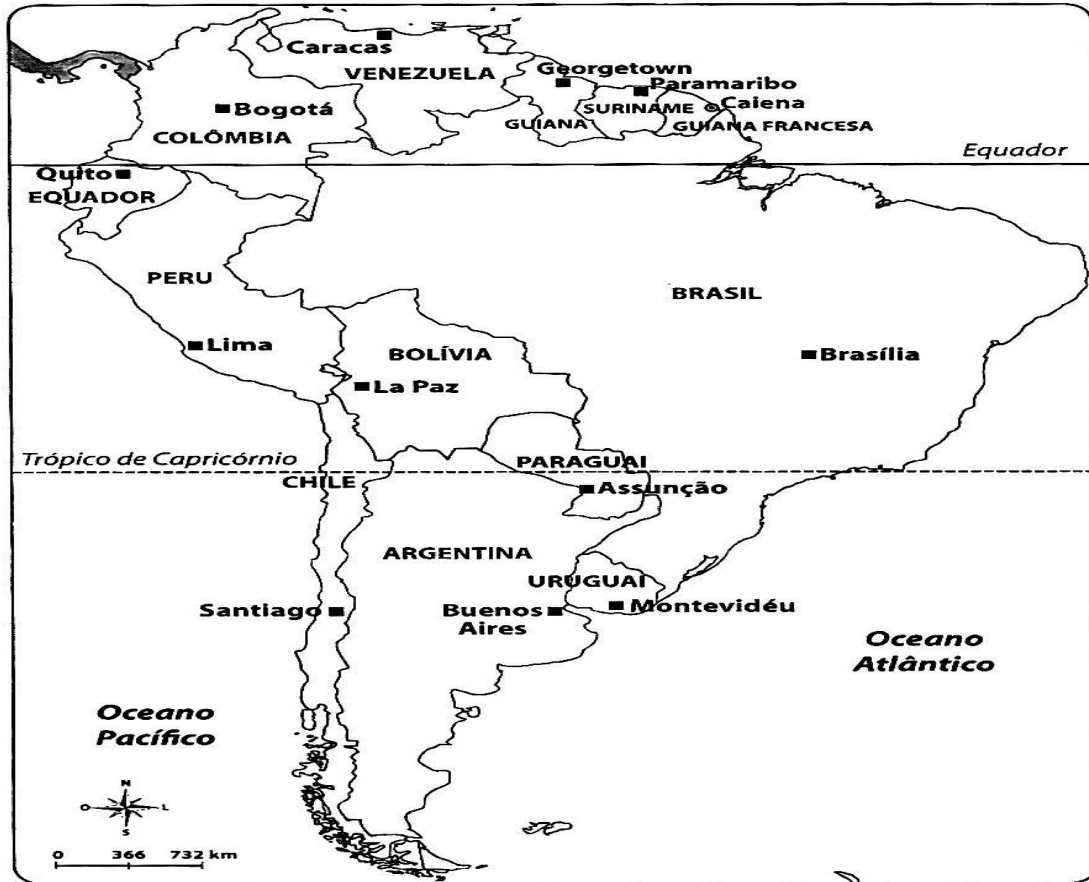 Caracas
VENEZUELA
Georgetown
Paramaribo
Bogotá
SURINAME
Caiena
GUIANA
GUIANA FRANCESA
COLÔMBIA
Equador
Quito
EQUADOR
PERU
BRASIL
Lima
BOLÍVIA
Brasília
La Paz
Trópico de Capricórnio
PARAGUAI
CHILE
Assunção
ARGENTINA
URUGUAI
Santiago
Buenos
Aires
Montevidéu
Oceano
Atlântico
Oceano
Pacífico
N
O L
S
0 366 732 km